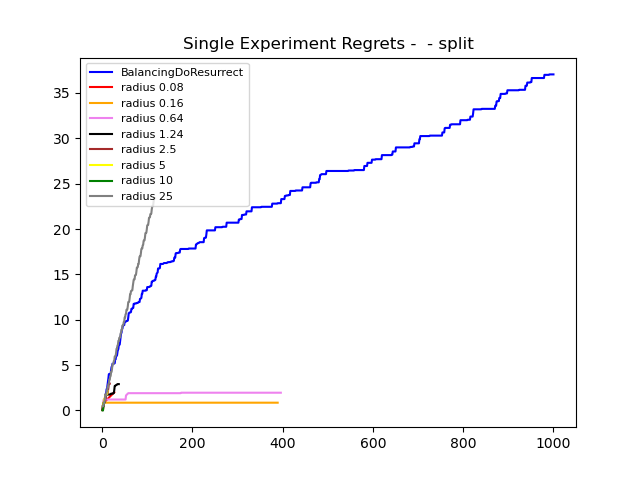 Single Experiment Regrets -  - split
BalancingDoResurrect
radius 0.08
radius 0.16
radius 0.64
radius 1.24
radius 2.5
radius 5
radius 10
radius 25
35
30
25
20
15
10
5
0
0 200 400 600 800 1000